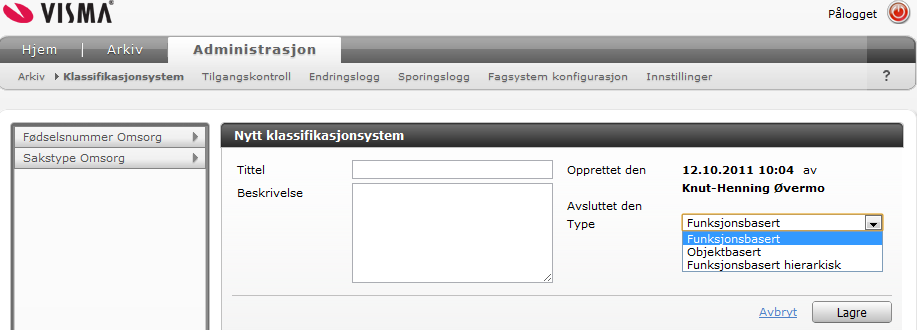 VISMA
Pålogget
Hjem Arkiv Administrasjon
Arkiv Klassifikasjonsystem Tilgangskontroll Endringslogg Sporingslogg Fagsystem konfigurasjon Innstillinger ?
Fødselsnummer Omsorg
Sakstype Omsorg
Nytt klassifikasjonsystem
Tittel
Beskrivelse
Opprettet den 12.10.2011 10:04 av
Knut-Henning Øvermo
Avsluttet den
Type Funksjonsbasert
Funksjonsbasert
Objektbasert
Funksjonsbasert hierarkisk
Avbryt Lagre